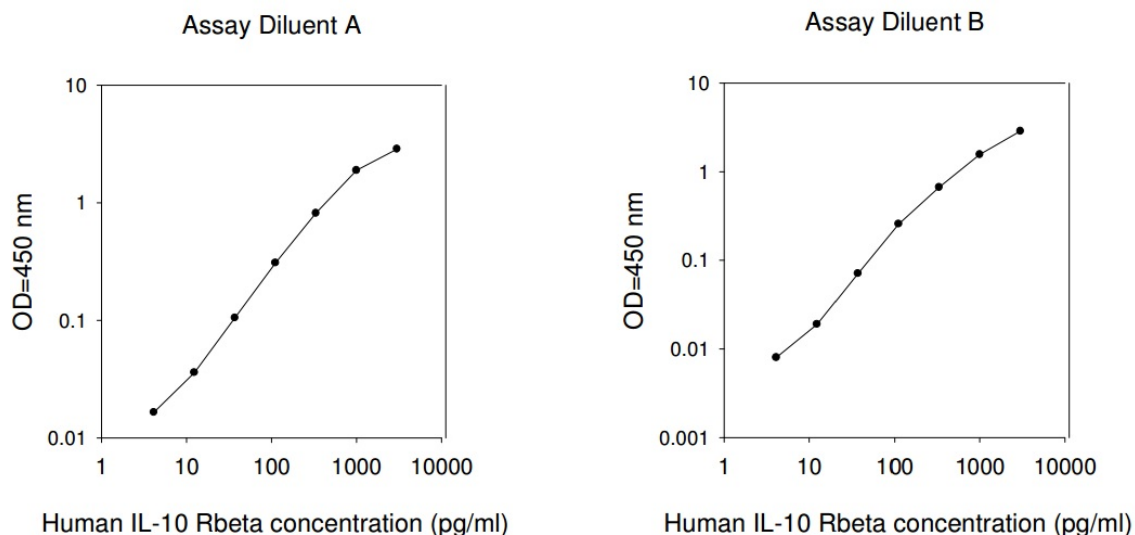 Assay Diluent A
10
1
0.1
0.01
1 10 100 1000 10000
OD=450 nm
Human IL-10 Rbeta concentration (pg/ml)
Assay Diluent B
10
1
0.1
0.01
0.001
1 10 100 1000 10000
OD=450 nm
Human IL-10 Rbeta concentration (pg/ml)